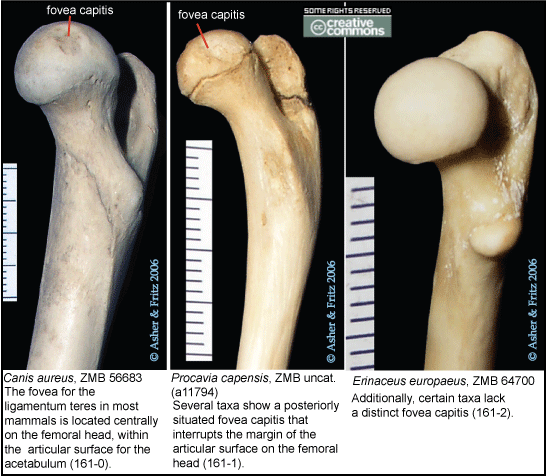 fovea capitis
fovea capitis
SOME RIGHTS RESERVED
cc creative
commons
© Asher & Fritz 2006
© Asher & Fritz 2006
© Asher & Fritz 2006
Canis aureus, ZMB 56683
The fovea for the
ligamentum teres in most
mammals is located centrally
on the femoral head, within
the articular surface for the
acetabulum (161-0).
Procavia capensis, ZMB uncat.
(a11794)
Several taxa show a posteriorly
situated fovea capitis that
interrupts the margin of the
articular surface on the femoral
head (161-1).
Erinaceus europaeus, ZMB 64700
Additionally, certain taxa lack
a distinct fovea capitis (161-2).